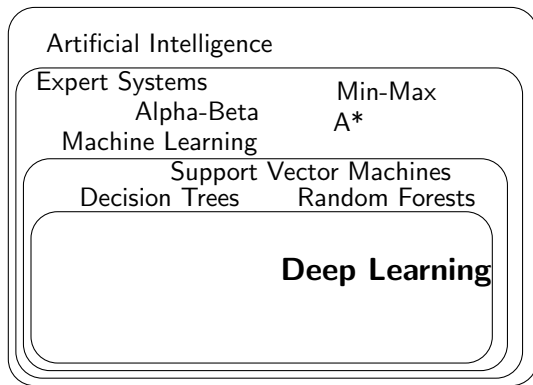 Artificial Intelligence
Expert Systems
Min-Max
Alpha-Beta
A*
Machine Learning
Support Vector Machines
Decision Trees
Random Forests
Deep Learning